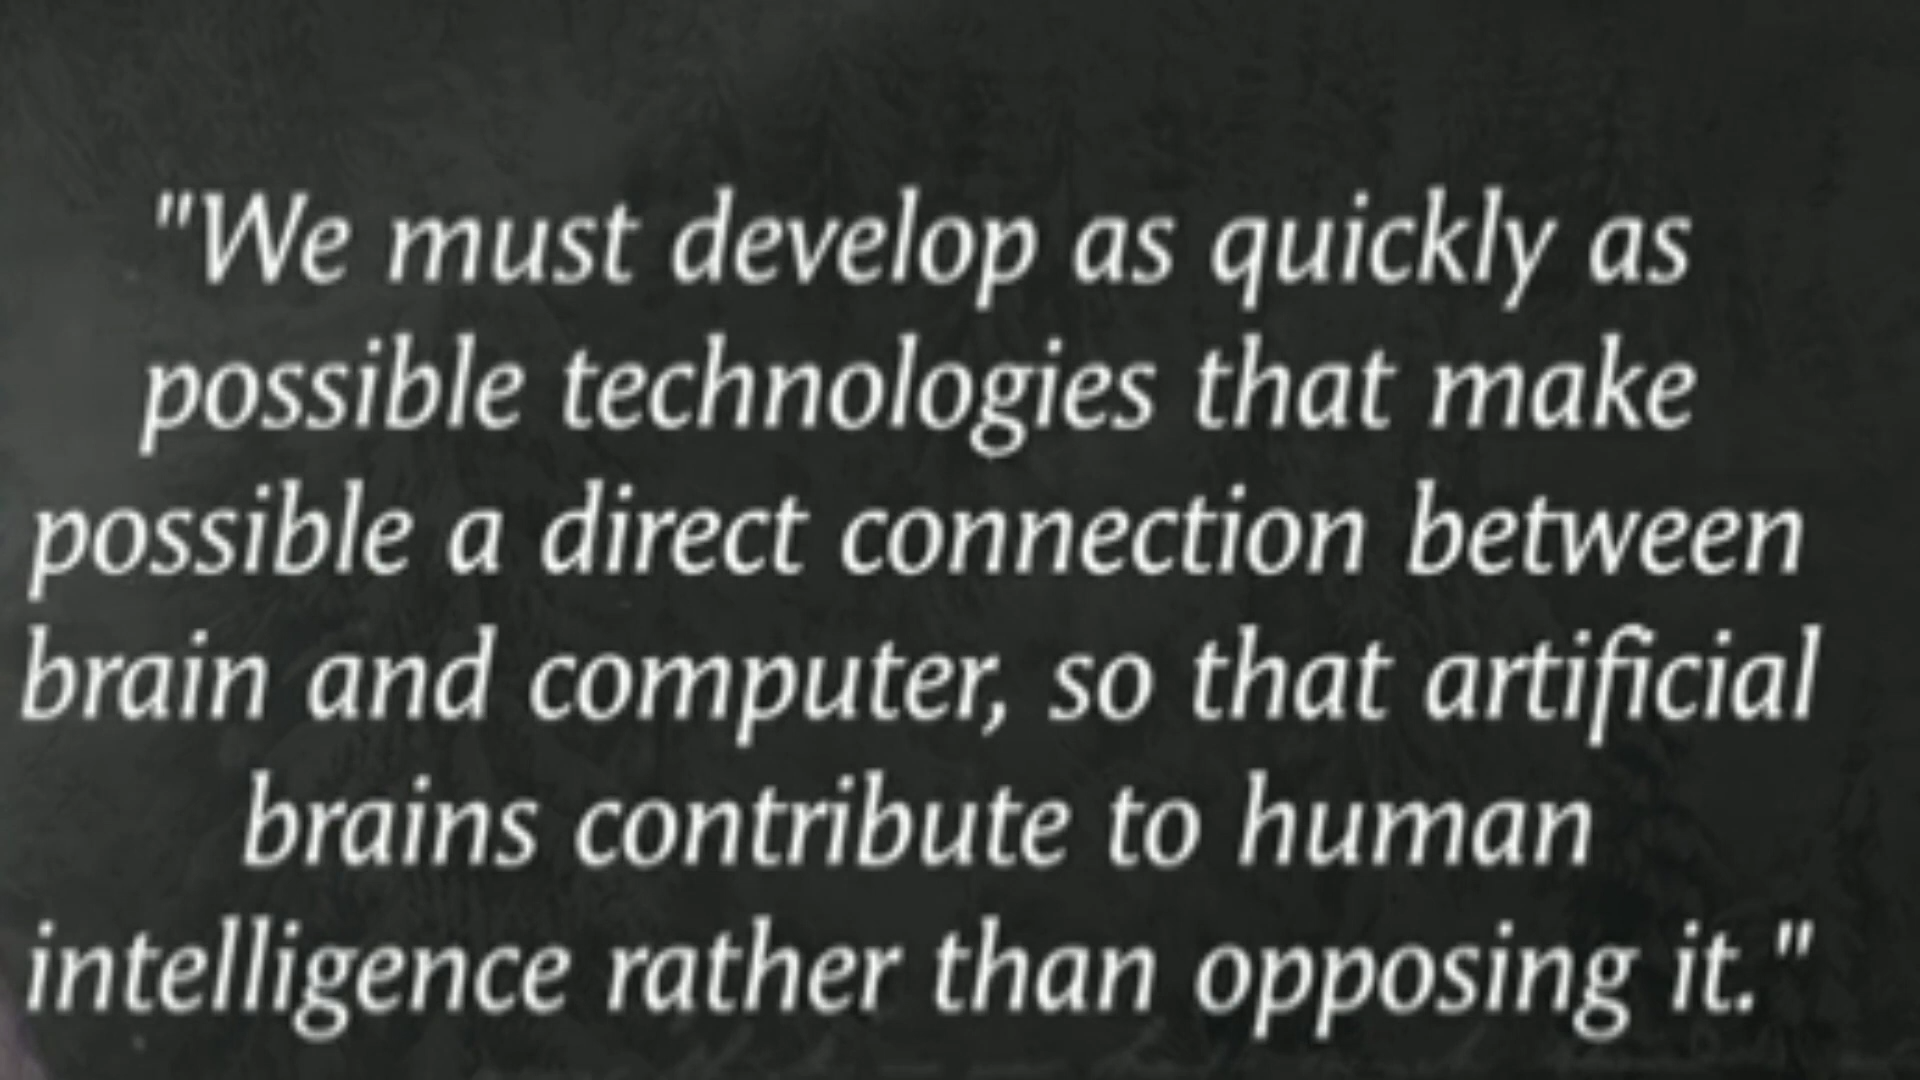 "We must develop as quickly as
possible technologies that make
possible a direct connection between
brain and computer, so that artificial
brains contribute to human
intelligence rather than opposing it."